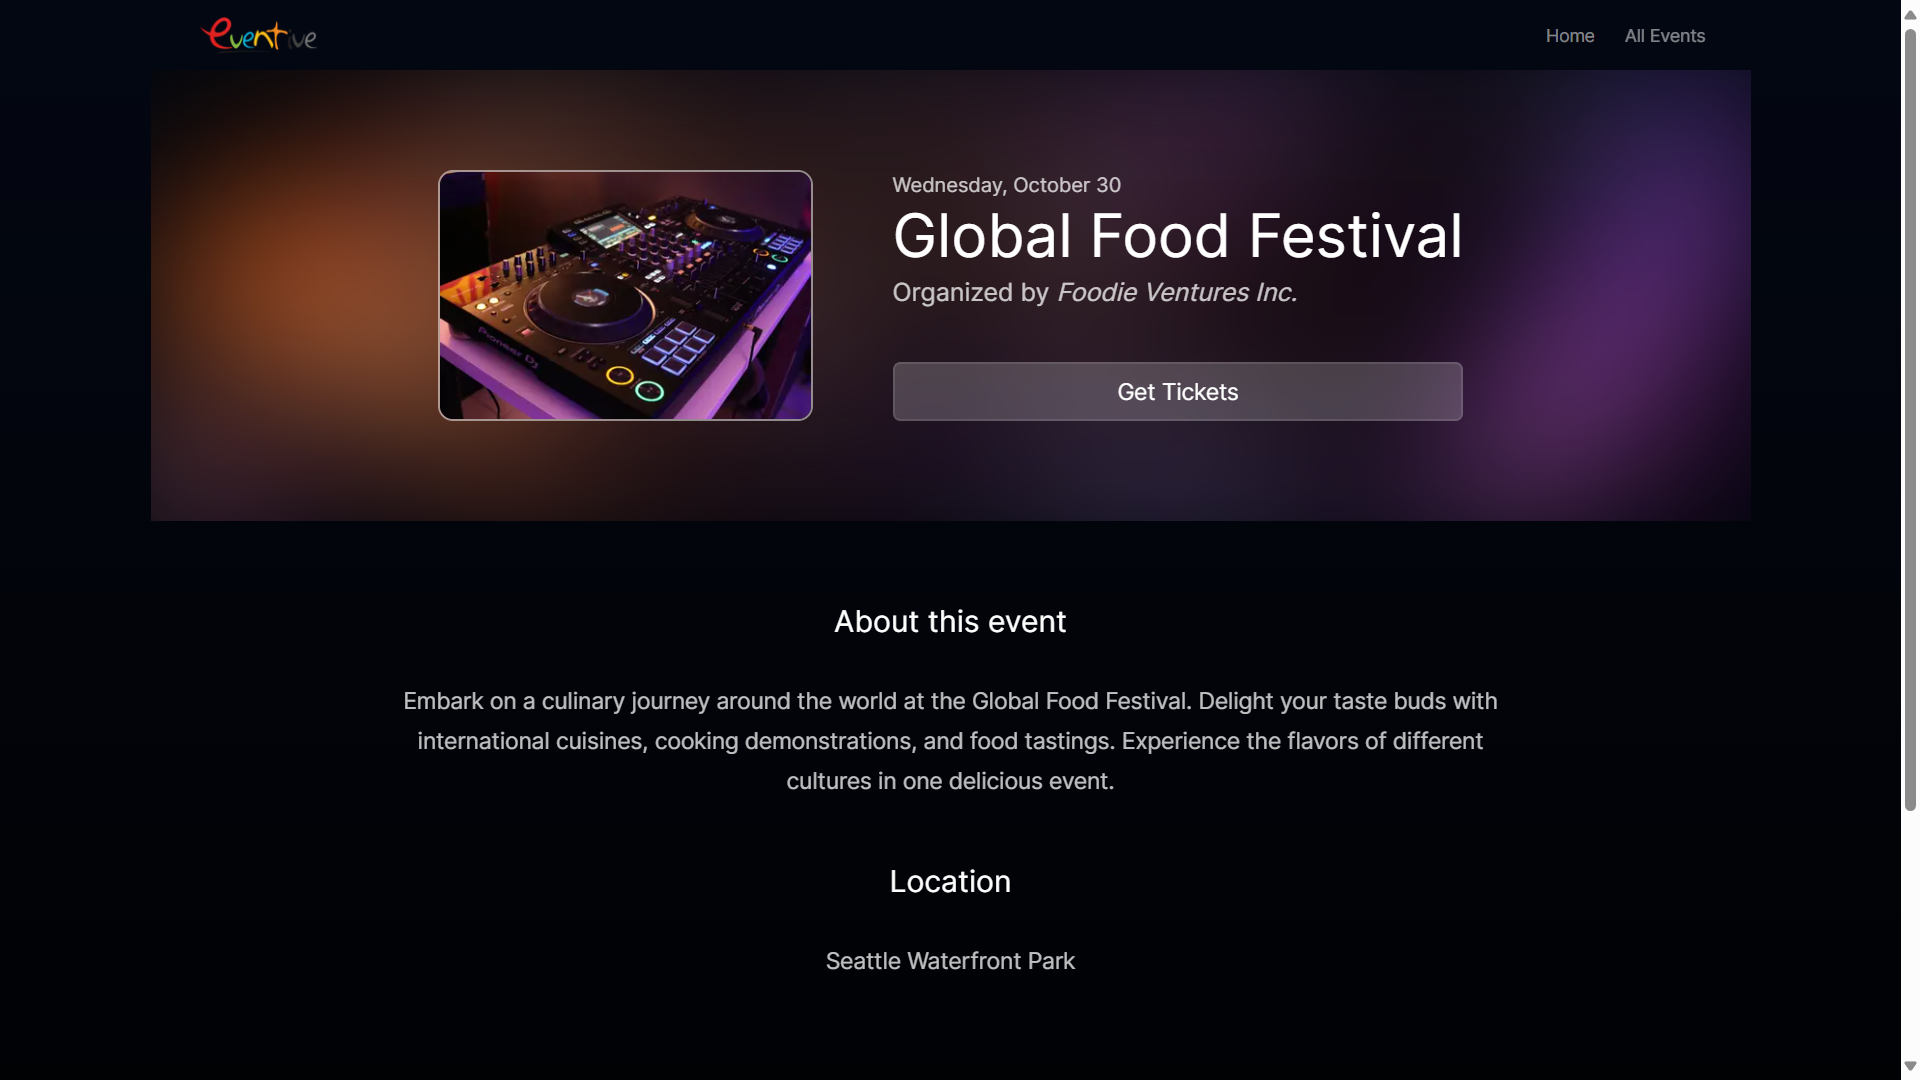 eventive
Home
All Events
Wednesday, October 30
Global Food Festival
Organized by Foodie Ventures Inc.
Pioneer DJ
Get Tickets
About this event
Embark on a culinary journey around the world at the Global Food Festival. Delight your taste buds with
international cuisines, cooking demonstrations, and food tastings. Experience the flavors of different
cultures in one delicious event.
Location
Seattle Waterfront Park